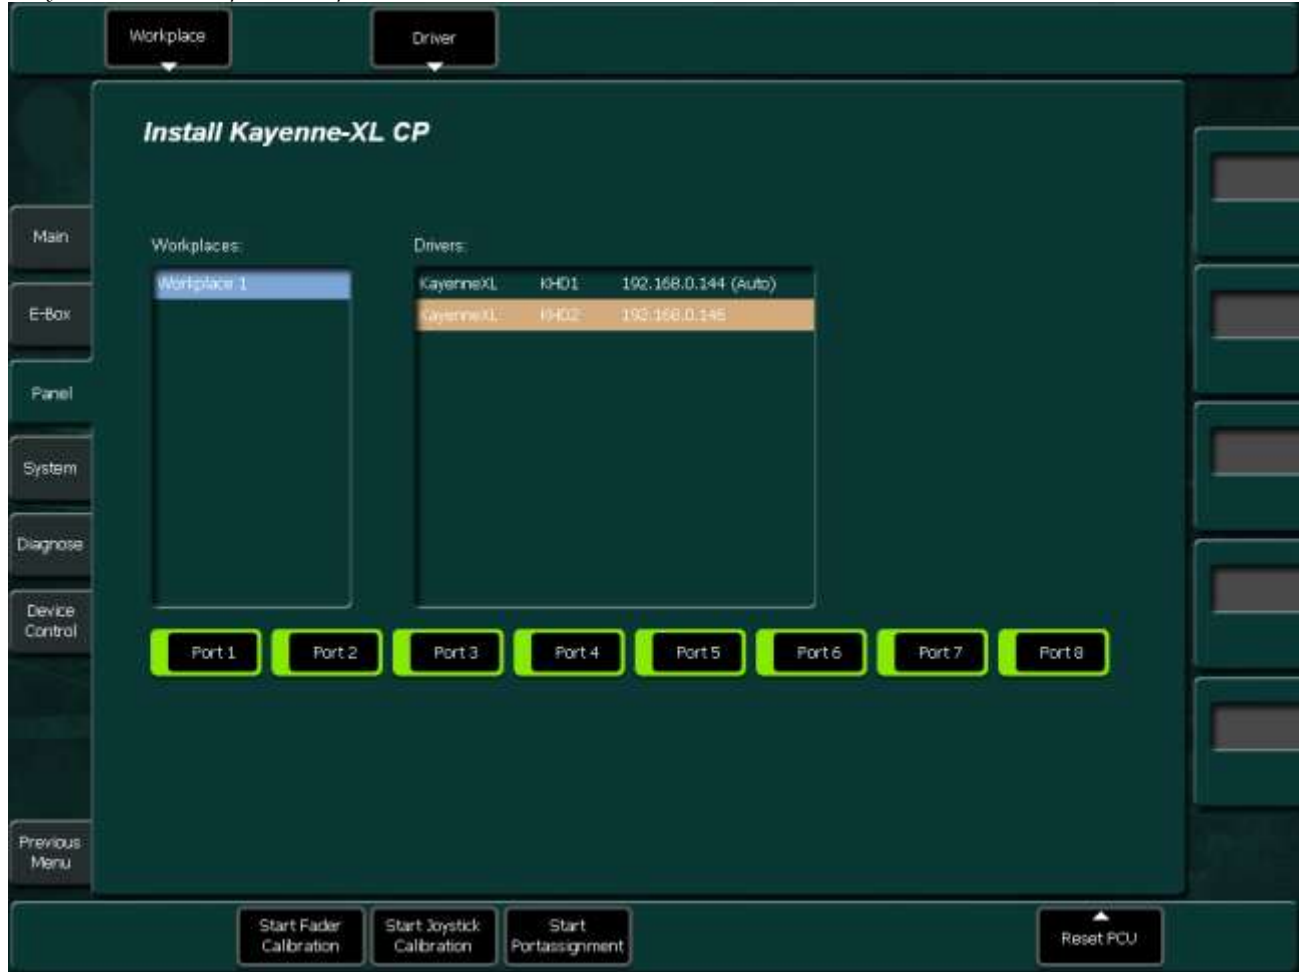 Workplace
Driver
Install Kayenne-XL CP
Main
Workplaces:
Drivers:
Workplace 1
KayenneXL KHD1 192.168.0.144 (Auto)
E-Box
KayenneXL KHD2 192.168.0.145
Panel
System
Diagnose
Device
Control
Port 1
Port 2
Port 3
Port 4
Port 5
Port 6
Port 7
Port 8
Previous
Menu
Start Fader
Calibration
Start Joystick
Calibration
Start
Portassignment
Reset PCU